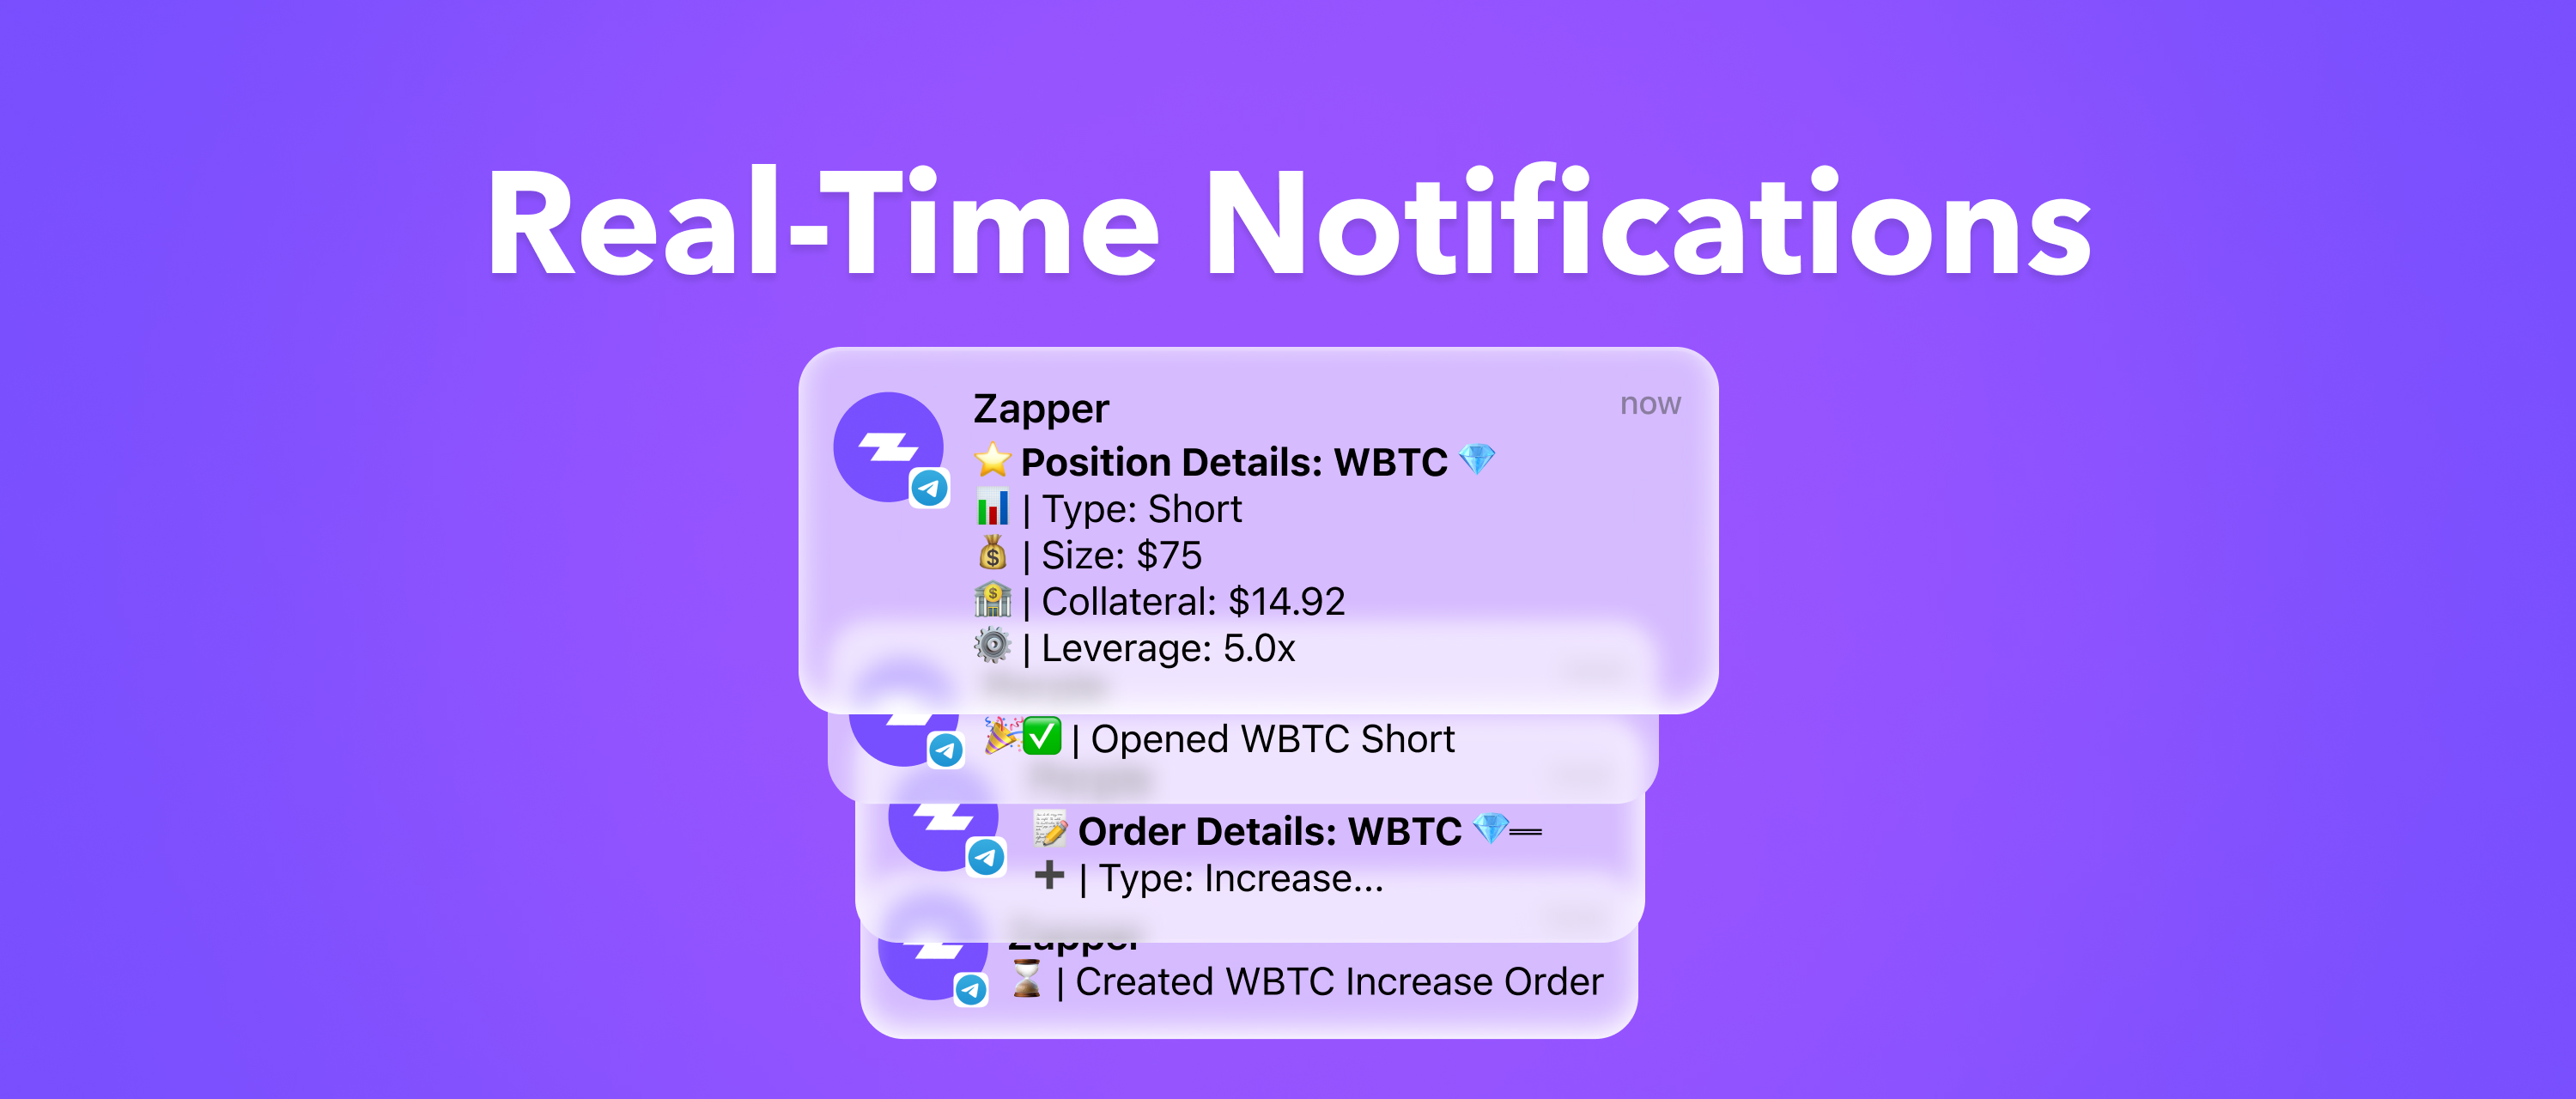 Real-Time Notifications
Zapper
now
⭐ Position Details: WBTC 💎
📊 | Type: Short
💰 | Size: $75
🏦 | Collateral: $14.92
⚙️ | Leverage: 5.0x
🎉✅ | Opened WBTC Short
📝 Order Details: WBTC 💎═
➕ | Type: Increase...
Zapper
⏳ | Created WBTC Increase Order